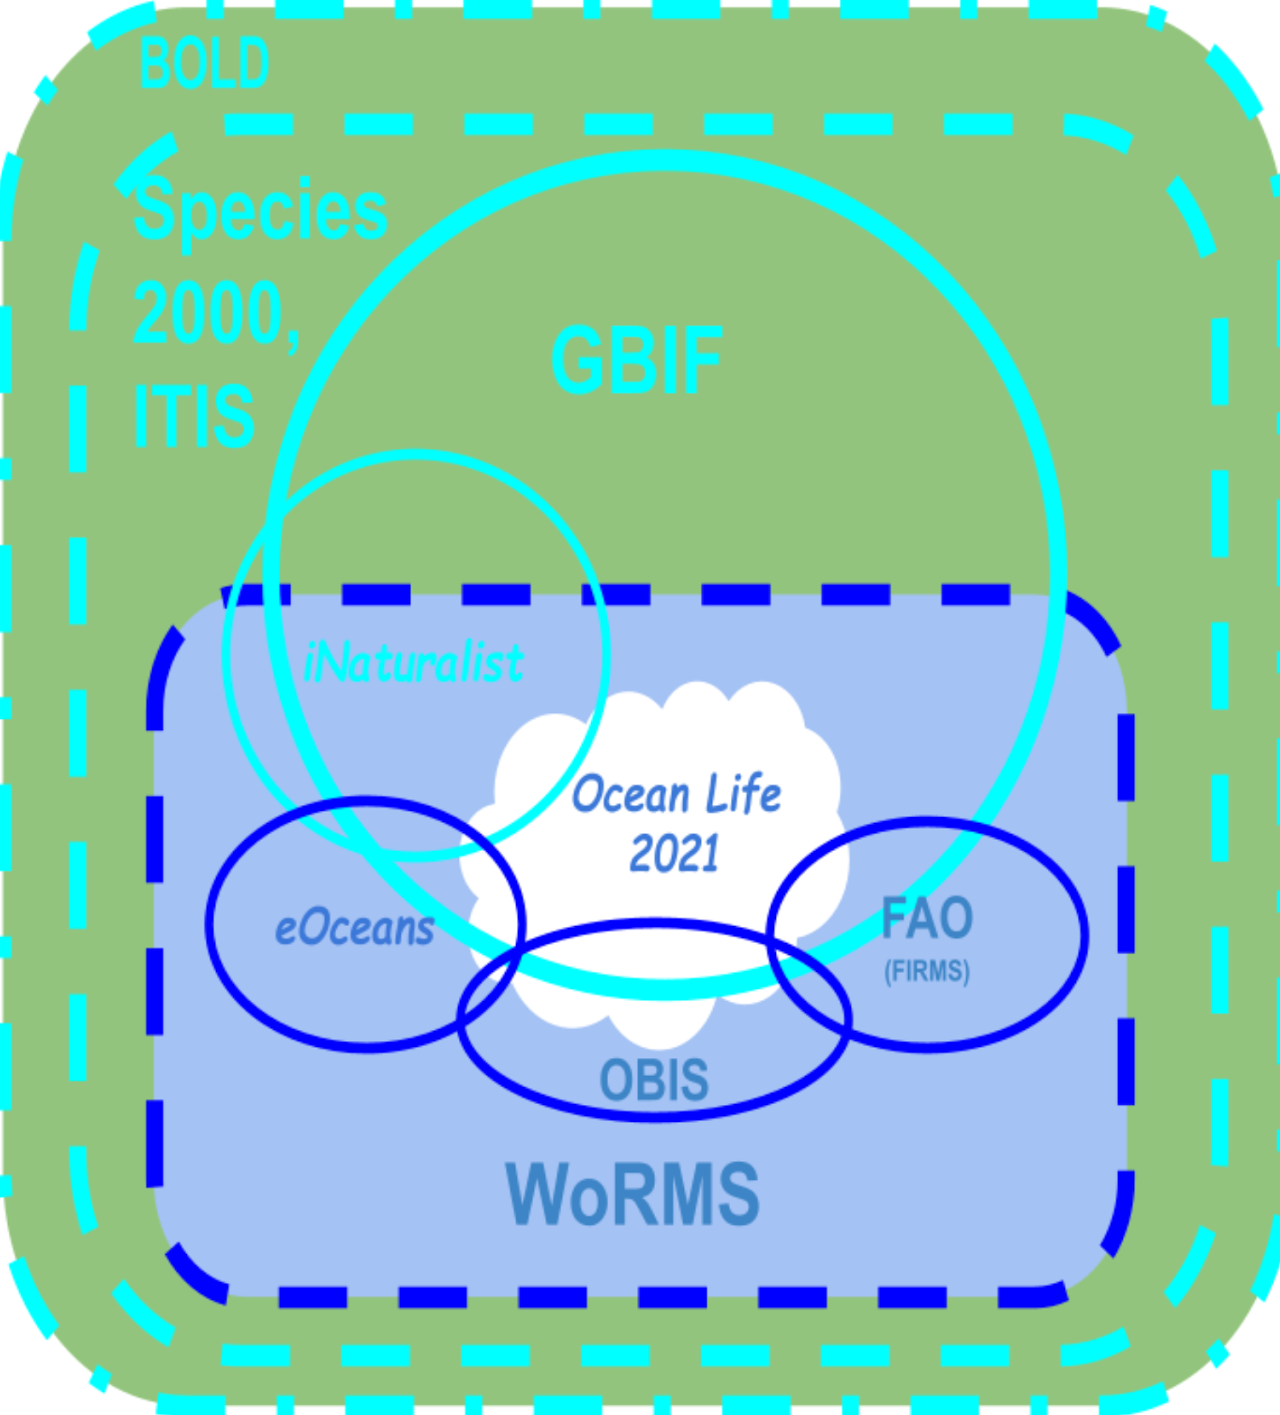 BOLD
Species
2000,
ITIS
GBIF
iNaturalist
Ocean Life
2021
eOceans
FAO
(FIRMS)
OBIS
WoRMS